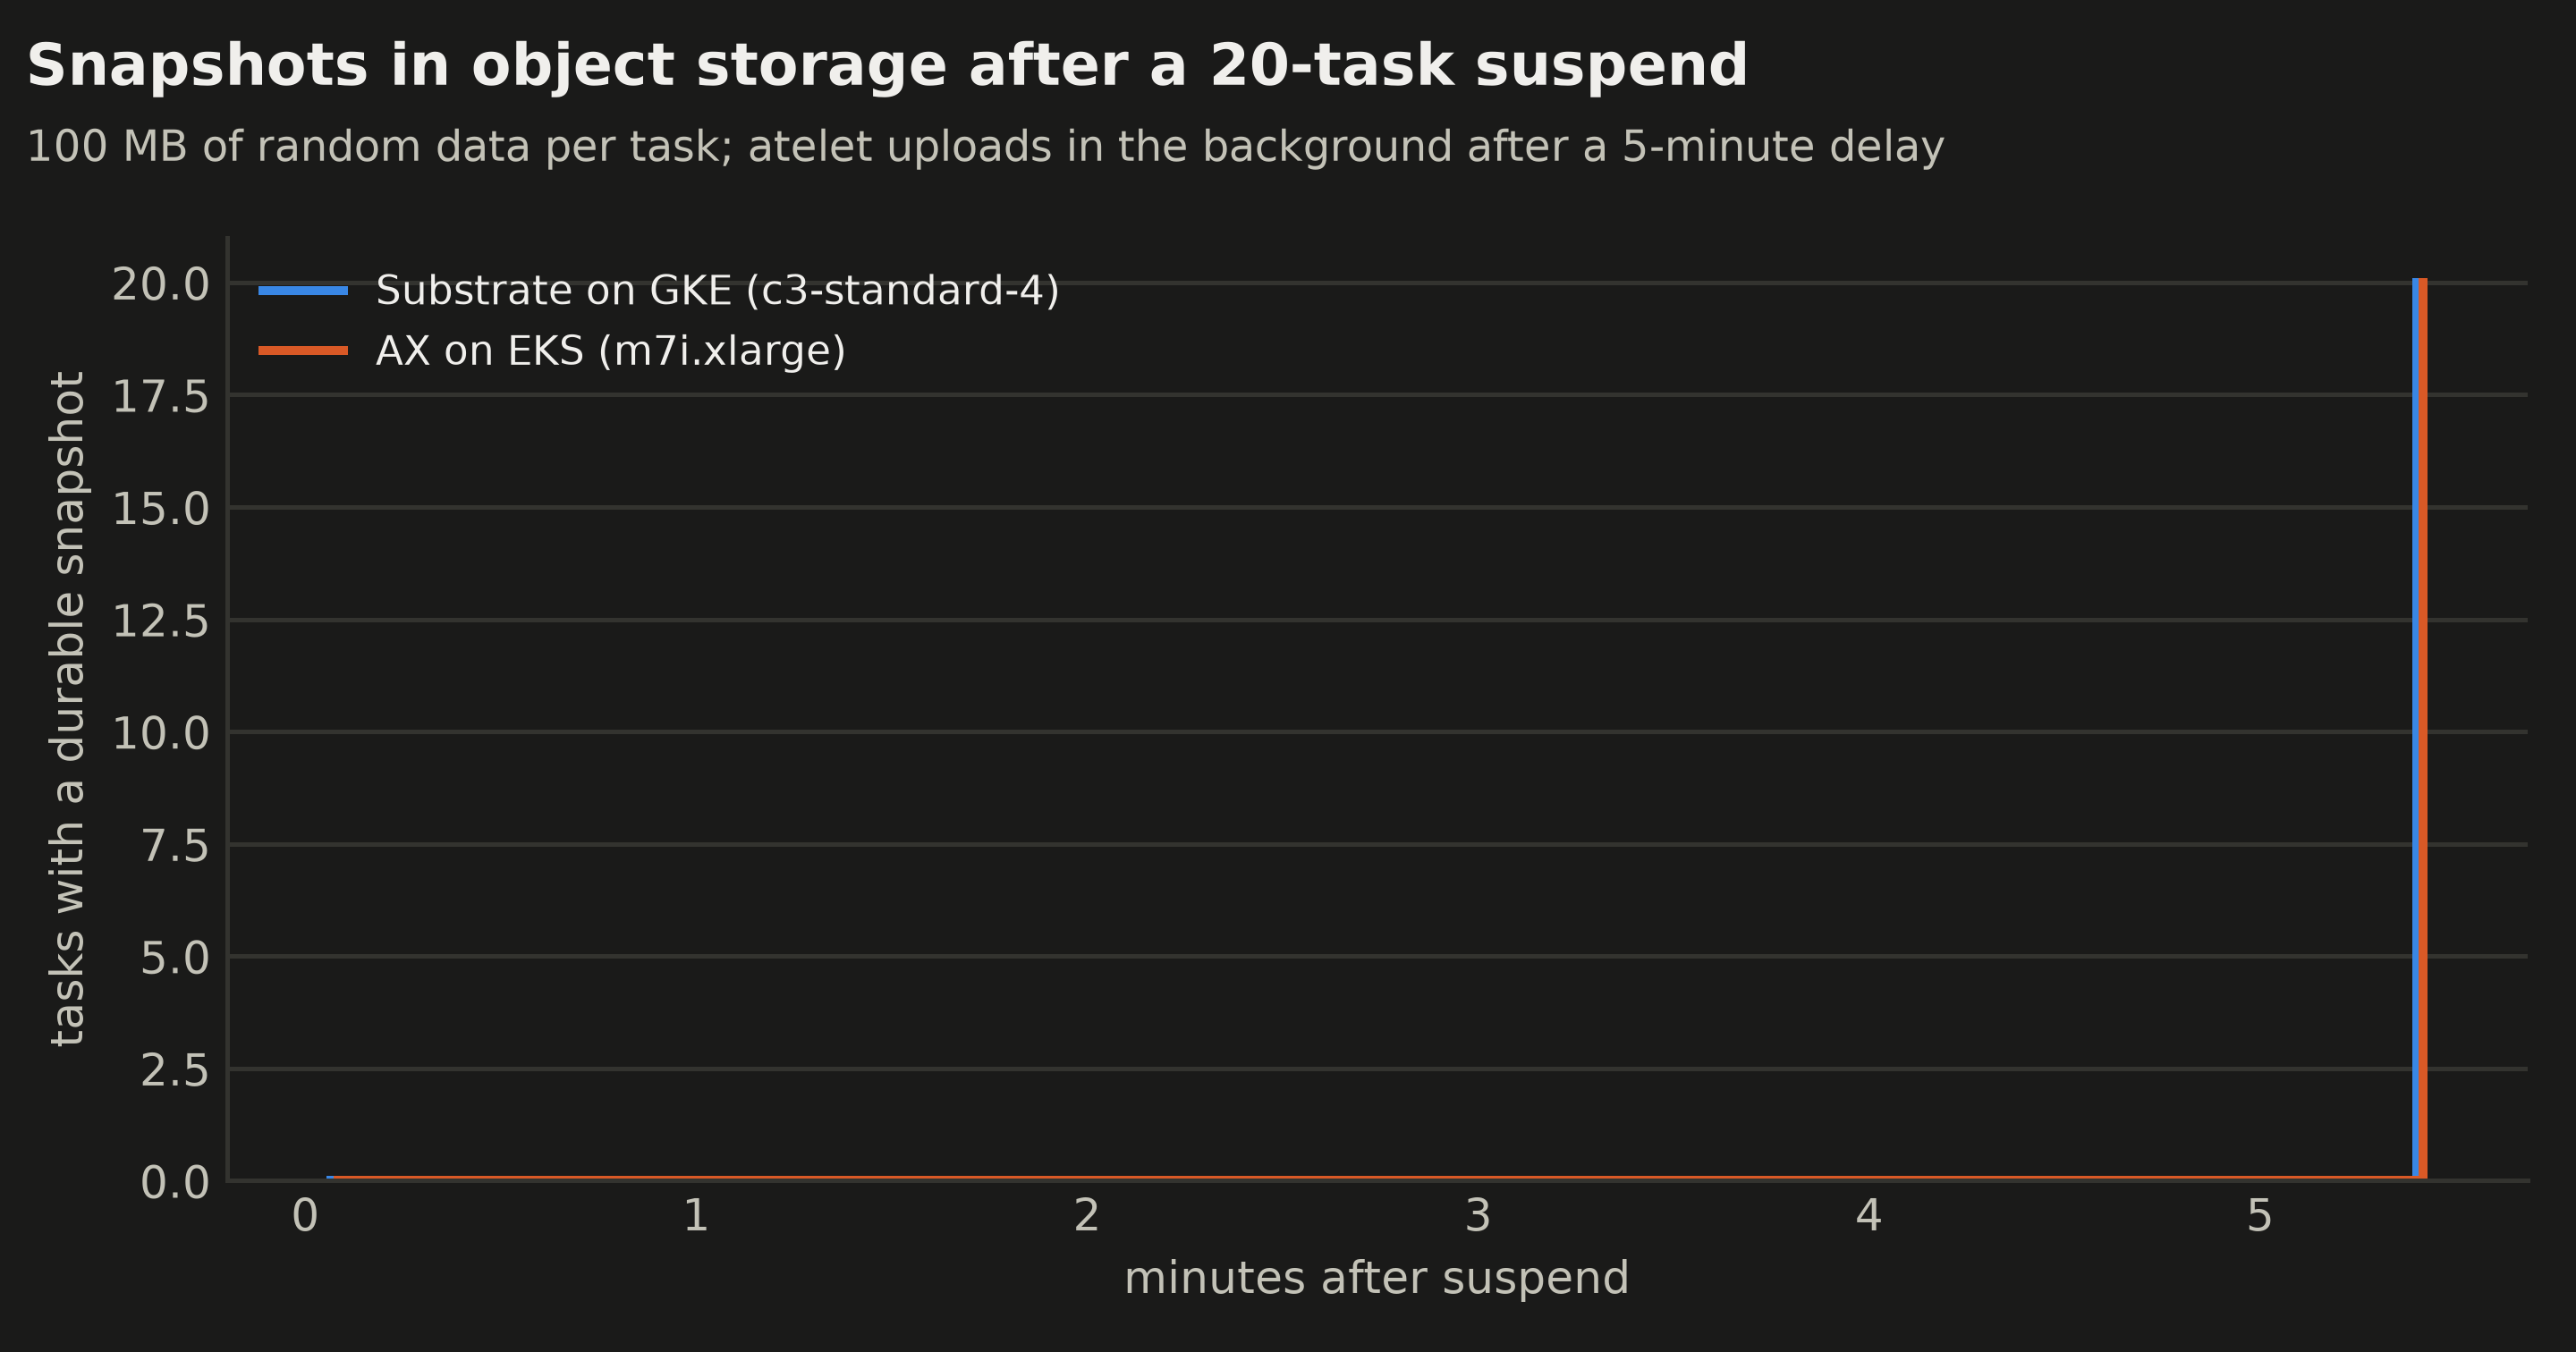 Snapshots in object storage after a 20-task suspend
100 MB of random data per task; atelet uploads in the background after a 5-minute delay
Substrate on GKE (c3-standard-4)
AX on EKS (m7i.xlarge)
tasks with a durable snapshot
20.0
17.5
15.0
12.5
10.0
7.5
5.0
2.5
0.0
0 1 2 3 4 5
minutes after suspend